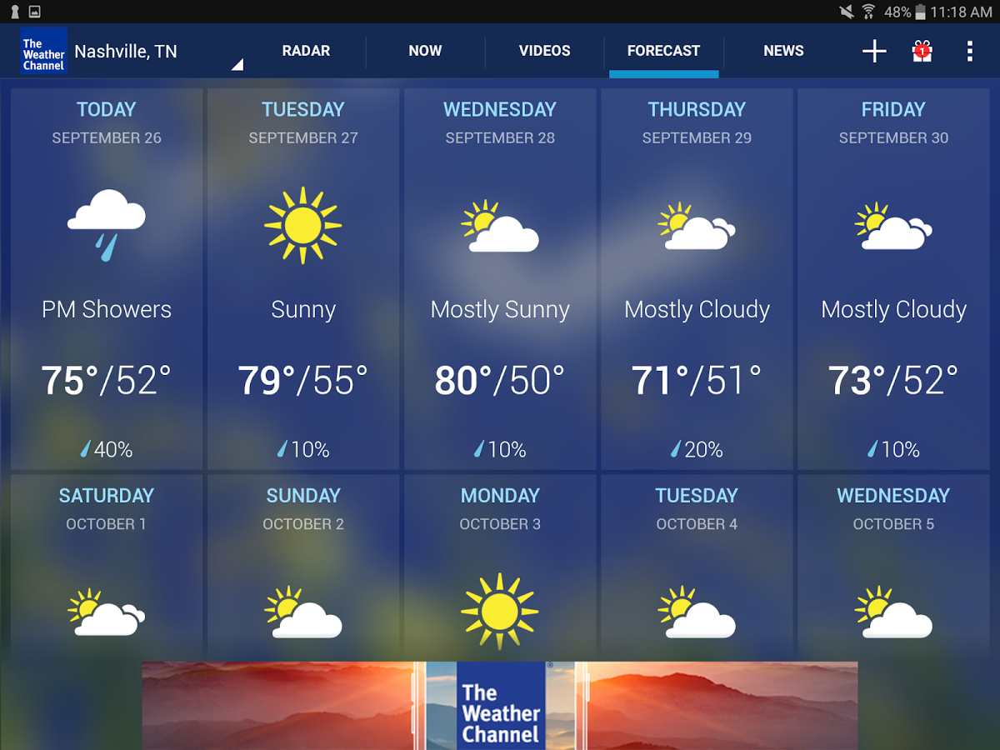 48% 11:18 AM
The Weather Channel
Nashville, TN
RADAR NOW VIDEOS FORECAST NEWS
1
TODAY
SEPTEMBER 26
PM Showers
75°/52°
40%
TUESDAY
SEPTEMBER 27
Sunny
79°/55°
10%
WEDNESDAY
SEPTEMBER 28
Mostly Sunny
80°/50°
10%
THURSDAY
SEPTEMBER 29
Mostly Cloudy
71°/51°
20%
FRIDAY
SEPTEMBER 30
Mostly Cloudy
73°/52°
10%
SATURDAY
OCTOBER 1
SUNDAY
OCTOBER 2
MONDAY
OCTOBER 3
TUESDAY
OCTOBER 4
WEDNESDAY
OCTOBER 5
The
Weather
Channel
®